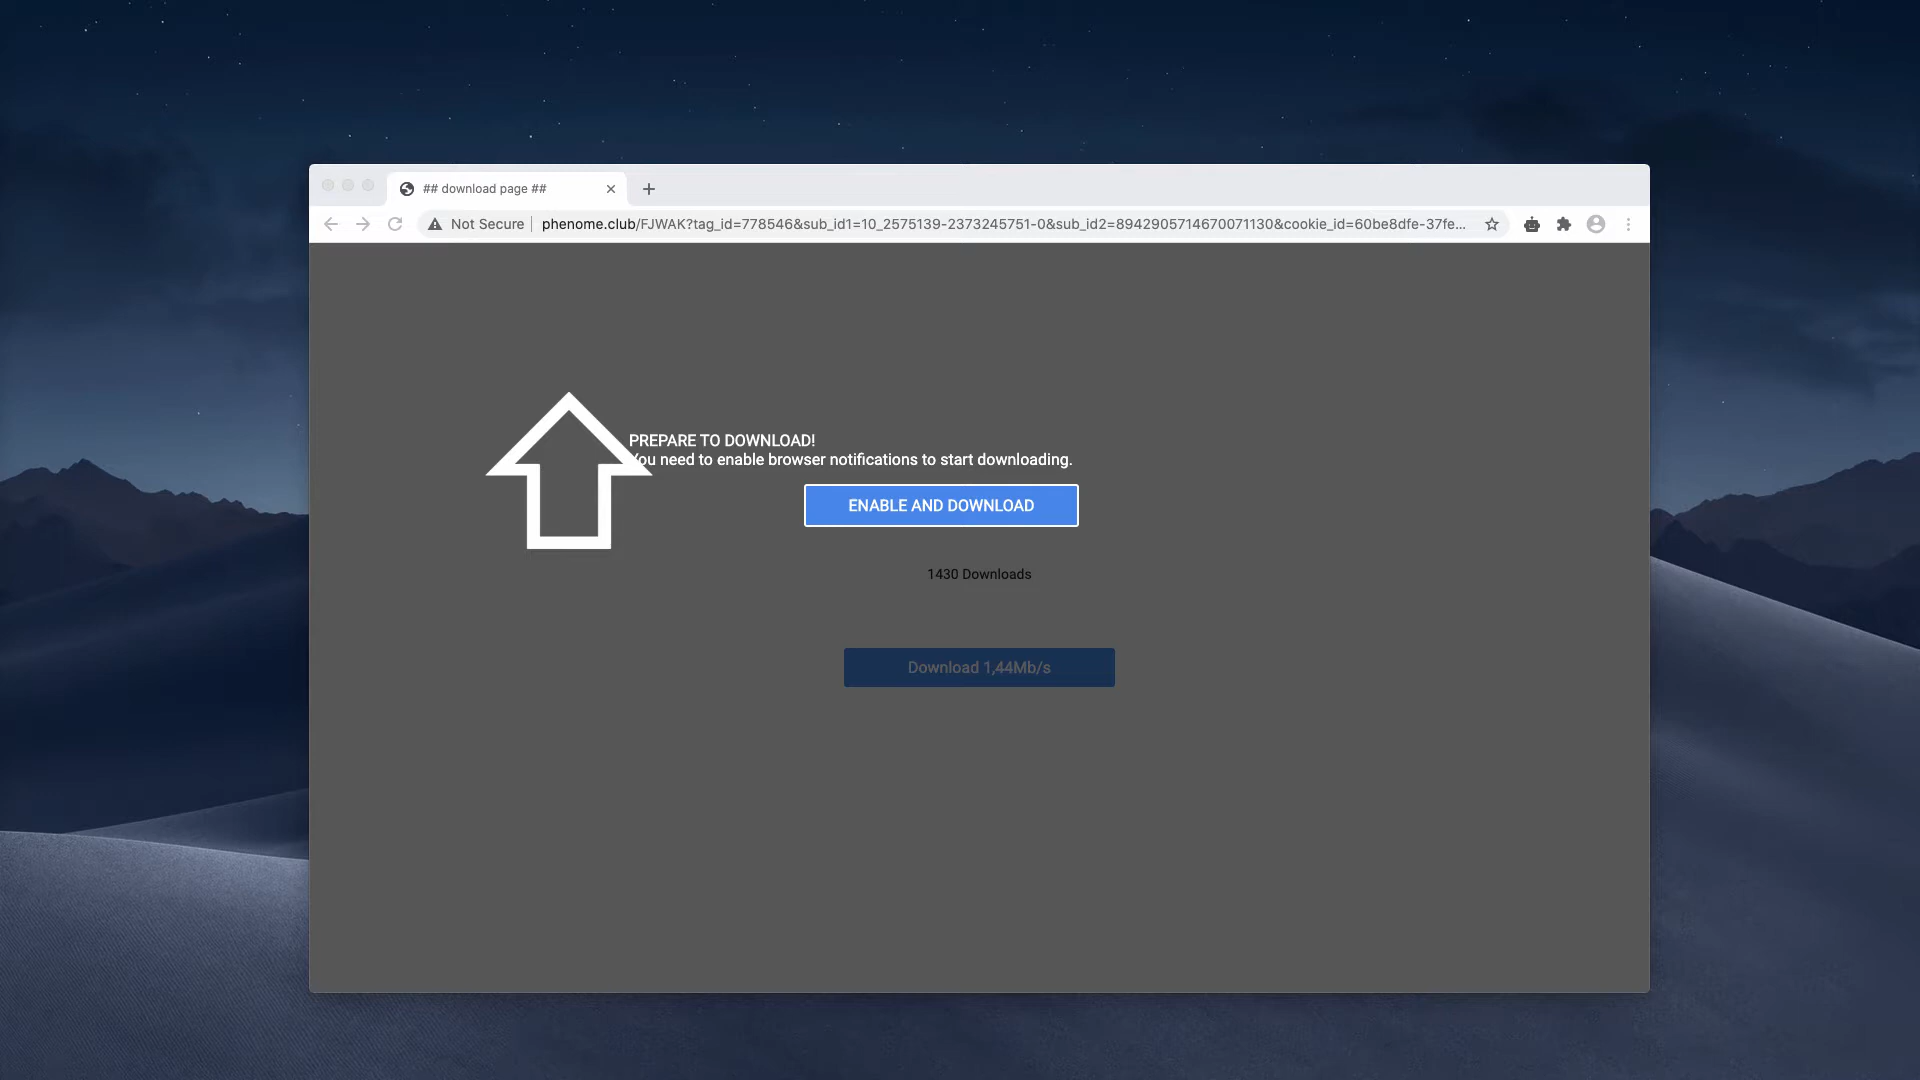 ## download page ##
Not Secure
phenome.club/FJWAK?tag_id=778546&sub_id1=10_2575139-2373245751-0&sub_id2=8942905714670071130&cookie_id=60be8dfe-37fe...
PREPARE TO DOWNLOAD!
You need to enable browser notifications to start downloading.
ENABLE AND DOWNLOAD
1430 Downloads
Download 1,44Mb/s